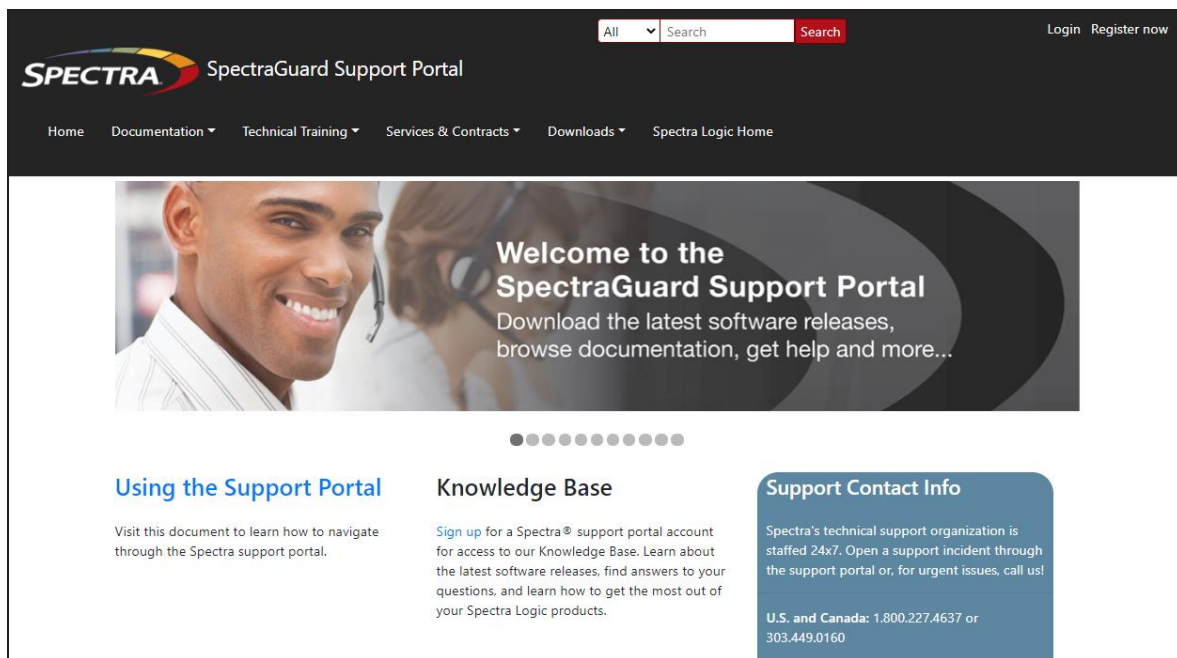 All
Search
Search
Login Register now
SPECTRA
SpectraGuard Support Portal
Home Documentation Technical Training Services & Contracts Downloads Spectra Logic Home
Welcome to the
SpectraGuard Support Portal
Download the latest software releases,
browse documentation, get help and more...
Using the Support Portal
Visit this document to learn how to navigate
through the Spectra support portal.
Knowledge Base
Sign up for a Spectra® support portal account
for access to our Knowledge Base. Learn about
the latest software releases, find answers to your
questions, and learn how to get the most out of
your Spectra Logic products.
Support Contact Info
Spectra's technical support organization is
staffed 24x7. Open a support incident through
the support portal or, for urgent issues, call us!
U.S. and Canada: 1.800.227.4637 or
303.449.0160